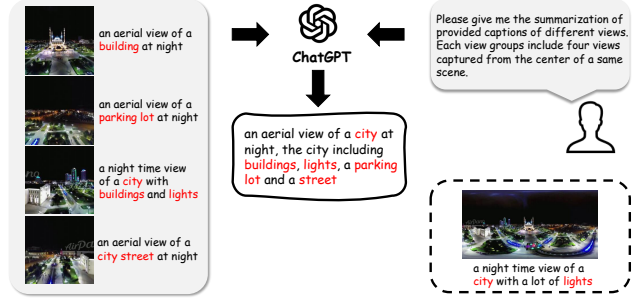 an aerial view of a
building at night
an aerial view of a
parking lot at night
a night time view
of a city with
buildings and lights
an aerial view of a
city street at night
ChatGPT
an aerial view of a city at
night, the city including
buildings, lights, a parking
lot and a street
Please give me the summarization of
provided captions of different views.
Each view groups include four views
captured from the center of a same
scene.
a night time view of a
city with a lot of lights